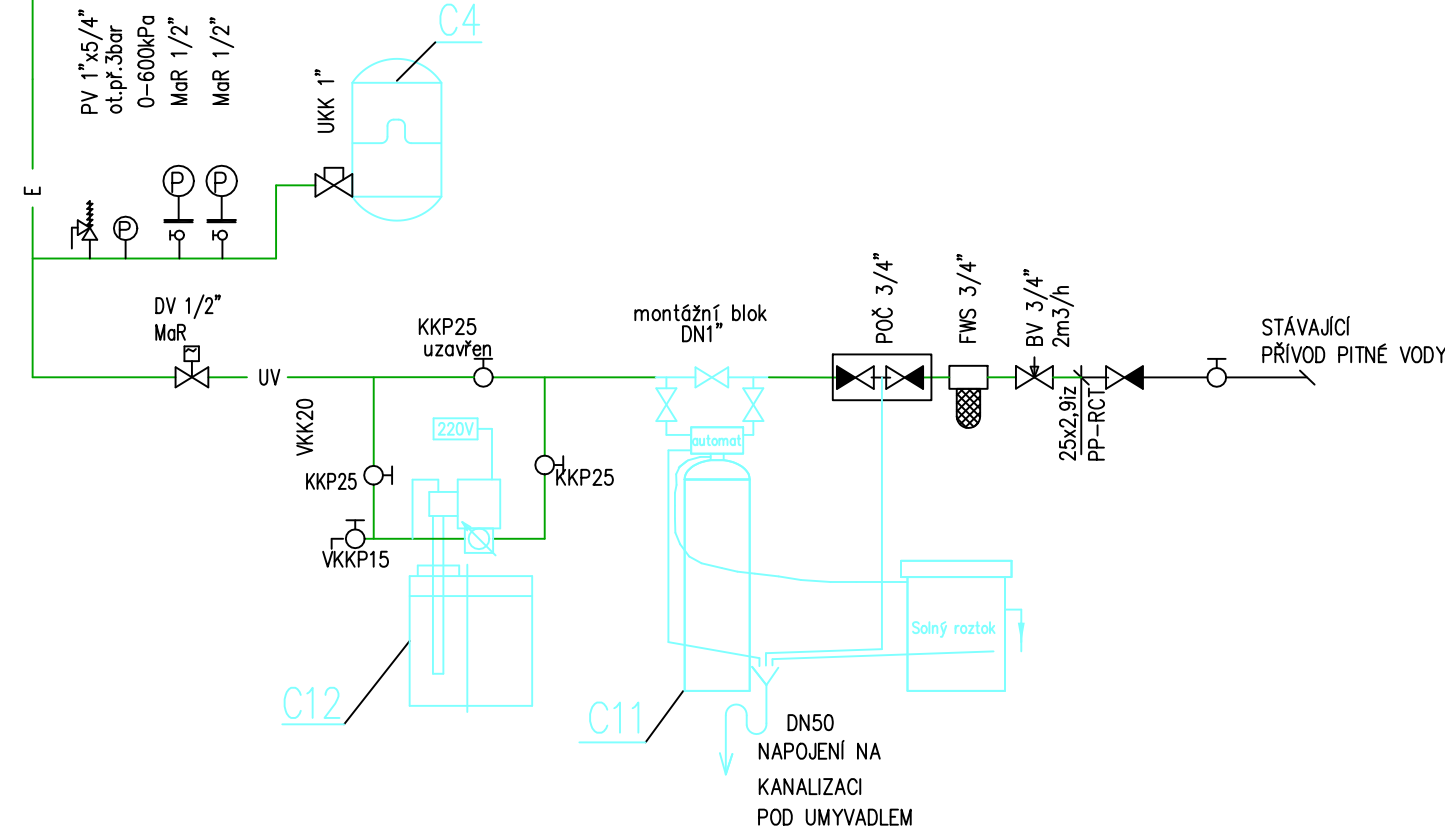 PV 1"x5/4"
ot.př.3bar
0-600kPa
MaR 1/2"
MaR 1/2"
UKK 1"
C4
E
P
P
P
DV 1/2"
MaR
UV
KKP25
uzavřen
VKK20
220V
KKP25
KKP25
VKKP15
C12
montážní blok
DN1"
automat
C11
POČ 3/4"
FWS 3/4"
BV 3/4"
2m3/h
25x2,9iz
PP-RCT
STÁVAJÍCÍ
PŘÍVOD PITNÉ VODY
Solný roztok
DN50
NAPOJENÍ NA
KANALIZACI
POD UMYVADLEM